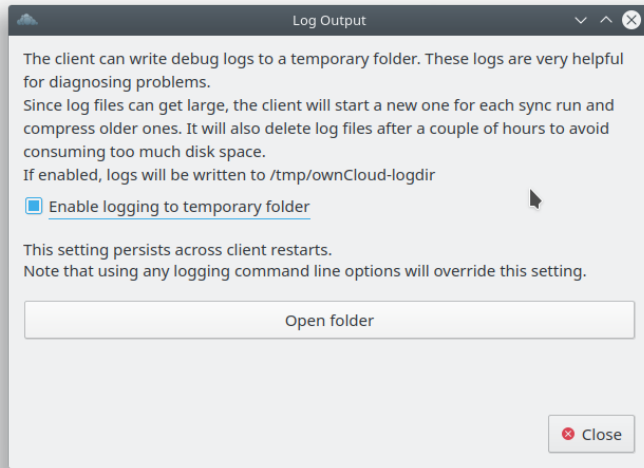 Log Output
The client can write debug logs to a temporary folder. These logs are very helpful
for diagnosing problems.
Since log files can get large, the client will start a new one for each sync run and
compress older ones. It will also delete log files after a couple of hours to avoid
consuming too much disk space.
If enabled, logs will be written to /tmp/ownCloud-logdir
Enable logging to temporary folder
This setting persists across client restarts.
Note that using any logging command line options will override this setting.
Open folder
Close